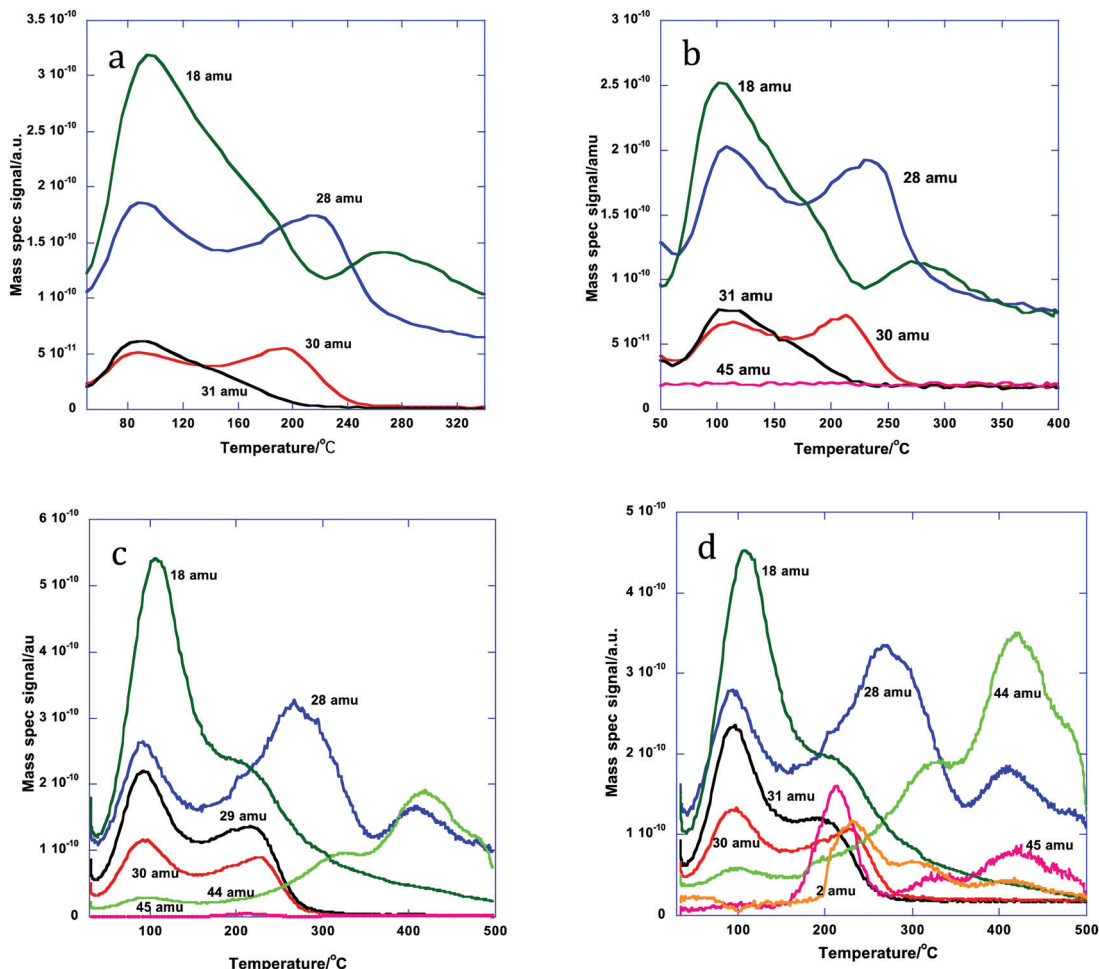 3.5 10⁻¹⁰
3 10⁻¹⁰
2.5 10⁻¹⁰
2 10⁻¹⁰
1.5 10⁻¹⁰
1 10⁻¹⁰
5 10⁻¹¹
0
Mass spec signal/a.u.
a
18 amu
28 amu
30 amu
31 amu
80 120 160 200 240 280 320
Temperature/°C
3 10⁻¹⁰
2.5 10⁻¹⁰
2 10⁻¹⁰
1.5 10⁻¹⁰
1 10⁻¹⁰
5 10⁻¹¹
0
Mass spec signal/amu
b
18 amu
28 amu
31 amu
30 amu
45 amu
50 100 150 200 250 300 350 400
Temperature/°C
6 10⁻¹⁰
5 10⁻¹⁰
4 10⁻¹⁰
3 10⁻¹⁰
2 10⁻¹⁰
1 10⁻¹⁰
0
Mass spec signal/au
c
18 amu
28 amu
29 amu
30 amu
44 amu
45 amu
100 200 300 400 500
Temperature/°C
5 10⁻¹⁰
4 10⁻¹⁰
3 10⁻¹⁰
2 10⁻¹⁰
1 10⁻¹⁰
0
Mass spec signal/a.u.
d
18 amu
28 amu
44 amu
31 amu
30 amu
45 amu
2 amu
100 200 300 400 500
Temperature/°C